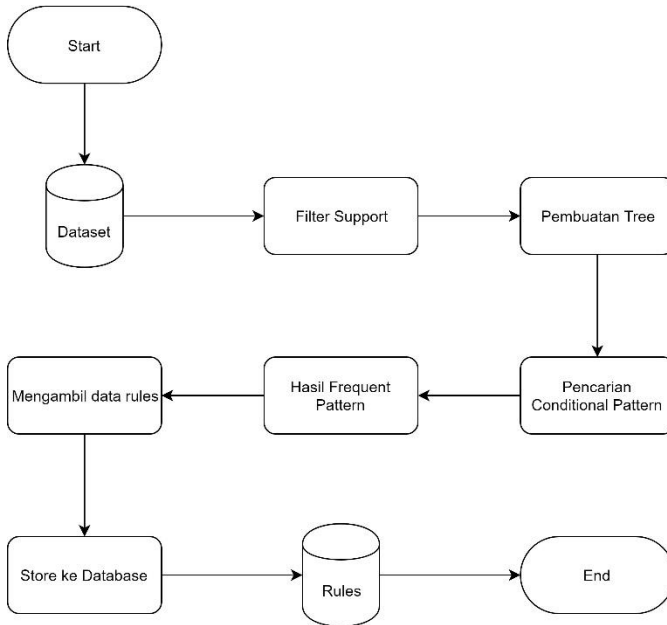 Start
Dataset
Filter Support
Pembuatan Tree
Pencarian
Conditional Pattern
Hasil Frequent
Pattern
Mengambil data rules
Store ke Database
Rules
End